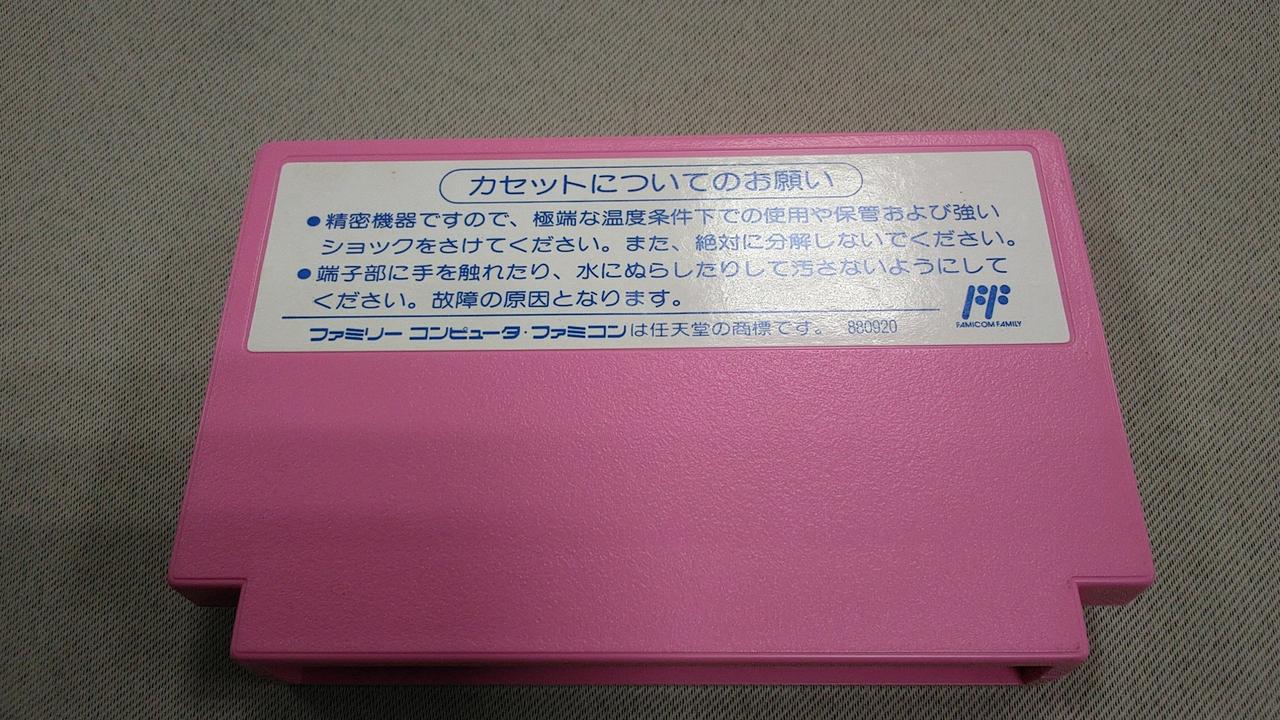 カセットについてのお願い
●精密機器ですので、極端な温度条件下での使用や保管および強い
ショックをさけてください。また、絶対に分解しないでください。
●端子部に手を触れたり、水にぬらしたりして汚さないようにして
ください。故障の原因となります。
FF
FAMICOM FAMILY
ファミリー コンピュータ・ファミコンは任天堂の商標です。 880920